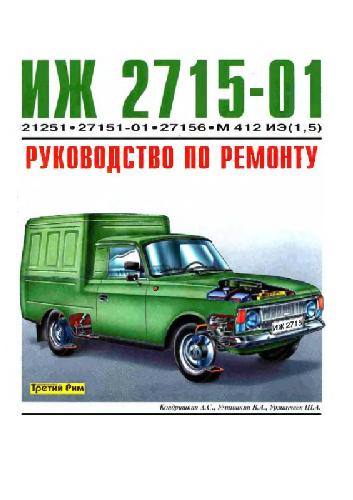 ИЖ 2715-01
21251•27151-01•27156•М 412 ИЭ(1,5)
РУКОВОДСТВО ПО РЕМОНТУ
ИЖ 2715
Третий Рим